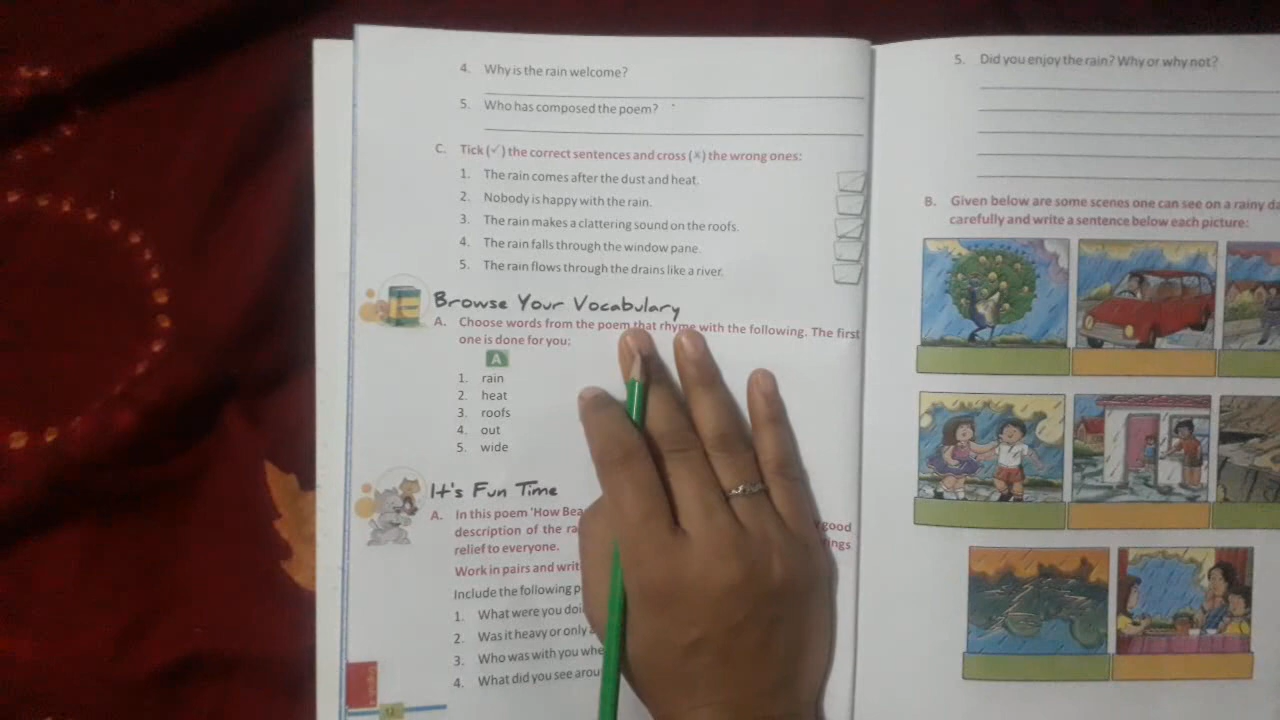 4. Why is the rain welcome?
5. Who has composed the poem?
C. Tick (✓) the correct sentences and cross (×) the wrong ones:
1. The rain comes after the dust and heat.
2. Nobody is happy with the rain.
3. The rain makes a clattering sound on the roofs.
4. The rain falls through the window pane.
5. The rain flows through the drains like a river.
Browse Your Vocabulary
A. Choose words from the poem that rhyme with the following. The first
one is done for you:
A
1. rain
2. heat
3. roofs
4. out
5. wide
It's Fun Time
A. In this poem 'How Bea good
description of the ra ings
relief to everyone.
Work in pairs and writ
Include the following p
1. What were you doi
2. Was it heavy or only
3. Who was with you whe
4. What did you see arou
12
5. Did you enjoy the rain? Why or why not?
B. Given below are some scenes one can see on a rainy da
carefully and write a sentence below each picture: